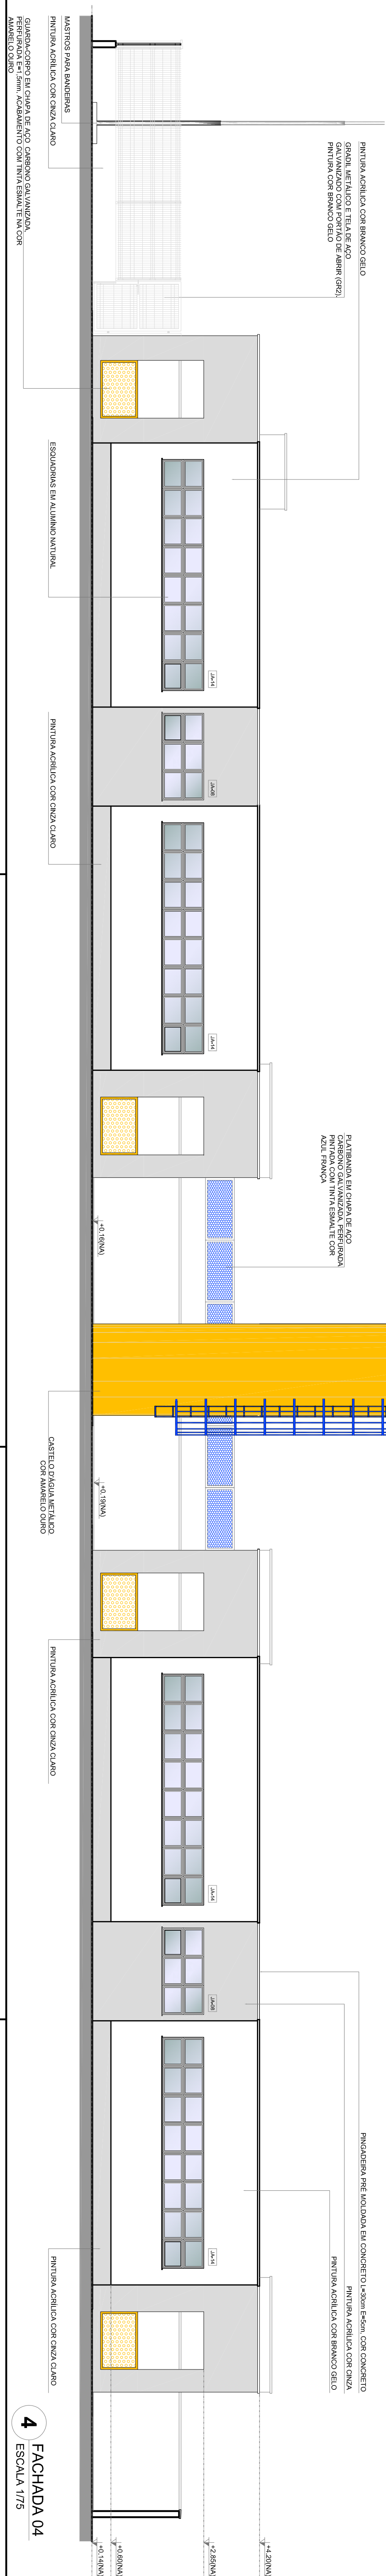 PINTURA ACRÍLICA COR BRANCO GELO
GRADIL METÁLICO E TELA DE AÇO
GALVANIZADO COM PORTÃO DE ABRIR (GR2),
PINTURA COR BRANCO GELO
MASTROS PARA BANDEIRAS
PINTURA ACRÍLICA COR CINZA CLARO
GUARDA-CORPO EM CHAPA DE AÇO CARBONO GALVANIZADA,
PERFURADA E=1,5mm, ACABAMENTO COM TINTA ESMALTE NA COR
AMARELO OURO
ESQUADRIAS EM ALUMÍNIO NATURAL
JA-14
JA-08
PINTURA ACRÍLICA COR CINZA CLARO
JA-14
PLATIBANDA EM CHAPA DE AÇO
CARBONO GALVANIZADA, PERFURADA
PINTADA COM TINTA ESMALTE COR
AZUL FRANÇA
+0,16(NA)
CASTELO D'ÁGUA METÁLICO
COR AMARELO OURO
+0,19(NA)
PINTURA ACRÍLICA COR CINZA CLARO
JA-14
JA-08
PINGADEIRA PRÉ MOLDADA EM CONCRETO L=30cm E=5cm, COR CONCRETO
PINTURA ACRÍLICA COR CINZA
PINTURA ACRÍLICA COR BRANCO GELO
JA-14
PINTURA ACRÍLICA COR CINZA CLARO
+4,20(NA)
+2,85(NA)
+0,60(NA)
+0,14(NA)
4
FACHADA 04
ESCALA 1/75